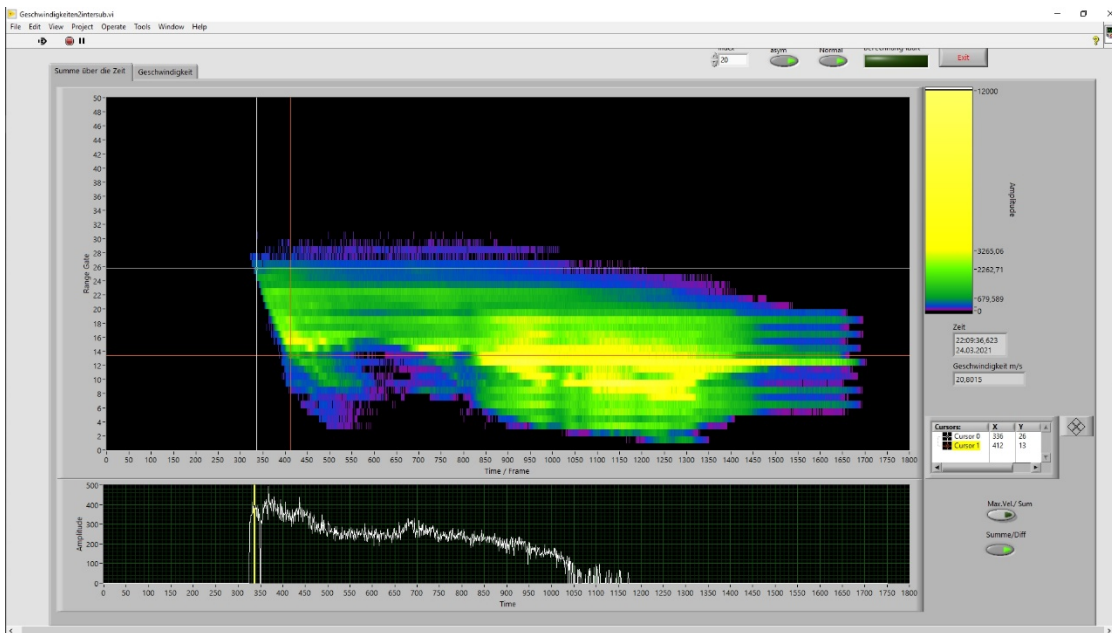 Geschwindigkeiten2intersub.vi
File Edit View Project Operate Tools Window Help
asym Normal
20
Exit
Summe über die Zeit Geschwindigkeit
50
48
46
44
42
40
38
36
34
32
30
28
26
24
22
20
18
16
14
12
10
8
6
4
2
0
Range Gate
0 50 100 150 200 250 300 350 400 450 500 550 600 650 700 750 800 850 900 950 1000 1050 1100 1150 1200 1250 1300 1350 1400 1450 1500 1550 1600 1650 1700 1750 1800
Time / Frame
12000
3265,06
2262,71
679,589
0
Amplitude
Zeit
22:09:36,623
24.03.2021
Geschwindigkeit m/s
20,8015
Cursors: X Y
Cursor 0 336 26
Cursor 1 412 13
Max.Vel./ Sum
Summe/Diff
500
400
300
200
100
0
Amplitude
0 50 100 150 200 250 300 350 400 450 500 550 600 650 700 750 800 850 900 950 1000 1050 1100 1150 1200 1250 1300 1350 1400 1450 1500 1550 1600 1650 1700 1750 1800
Time